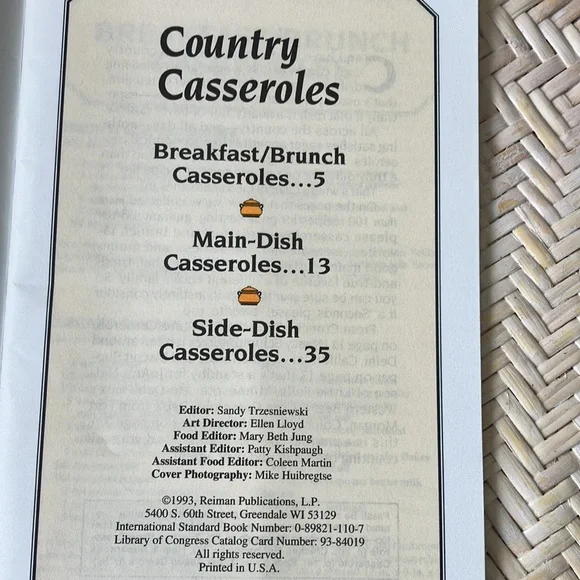 Country
Casseroles
Breakfast/Brunch
Casseroles...5
Main-Dish
Casseroles...13
Side-Dish
Casseroles...35
Editor: Sandy Trzesniewski
Art Director: Ellen Lloyd
Food Editor: Mary Beth Jung
Assistant Editor: Patty Kishpaugh
Assistant Food Editor: Coleen Martin
Cover Photography: Mike Huibregtse
©1993, Reiman Publications, L.P.
5400 S. 60th Street, Greendale WI 53129
International Standard Book Number: 0-89821-110-7
Library of Congress Catalog Card Number: 93-84019
All rights reserved.
Printed in U.S.A.